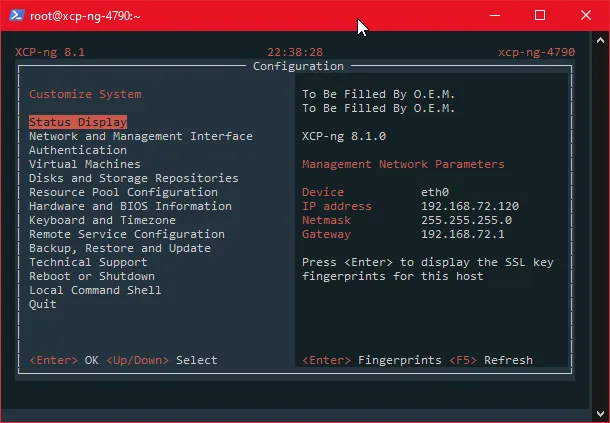 root@xcp-ng-4790:~
XCP-ng 8.1 22:38:28 xcp-ng-4790
Configuration
Customize System
Status Display
Network and Management Interface
Authentication
Virtual Machines
Disks and Storage Repositories
Resource Pool Configuration
Hardware and BIOS Information
Keyboard and Timezone
Remote Service Configuration
Backup, Restore and Update
Technical Support
Reboot or Shutdown
Local Command Shell
Quit
<Enter> OK <Up/Down> Select
To Be Filled By O.E.M.
To Be Filled By O.E.M.
XCP-ng 8.1.0
Management Network Parameters
Device eth0
IP address 192.168.72.120
Netmask 255.255.255.0
Gateway 192.168.72.1
Press <Enter> to display the SSL key
fingerprints for this host
<Enter> Fingerprints <F5> Refresh